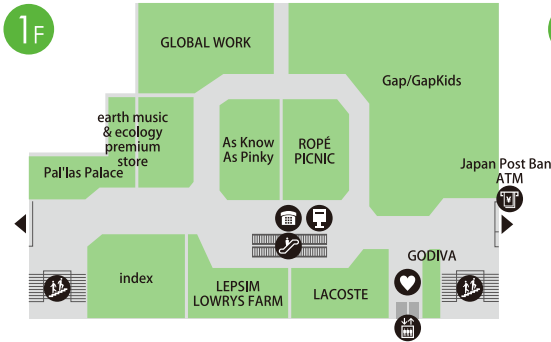 1F
GLOBAL WORK
Gap/GapKids
earth music
& ecology
premium
store
As Know
As Pinky
ROPÉ
PICNIC
Pal'las Palace
Japan Post Ban
ATM
¥
GODIVA
index
LEPSIM
LOWRYS FARM
LACOSTE